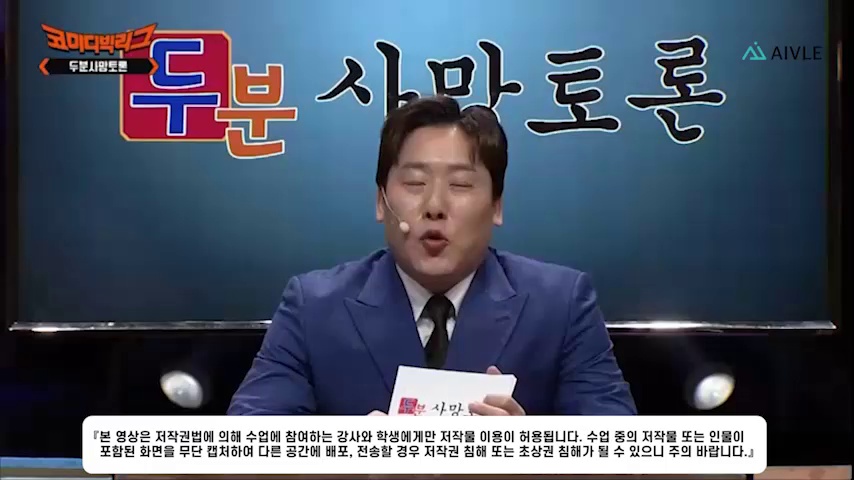 코미디빅리그
두분사망토론
두분 사망토론
AIVLE
두분 사망토
『본 영상은 저작권법에 의해 수업에 참여하는 강사와 학생에게만 저작물 이용이 허용됩니다. 수업 중의 저작물 또는 인물이
포함된 화면을 무단 캡처하여 다른 공간에 배포, 전송할 경우 저작권 침해 또는 초상권 침해가 될 수 있으니 주의 바랍니다.』